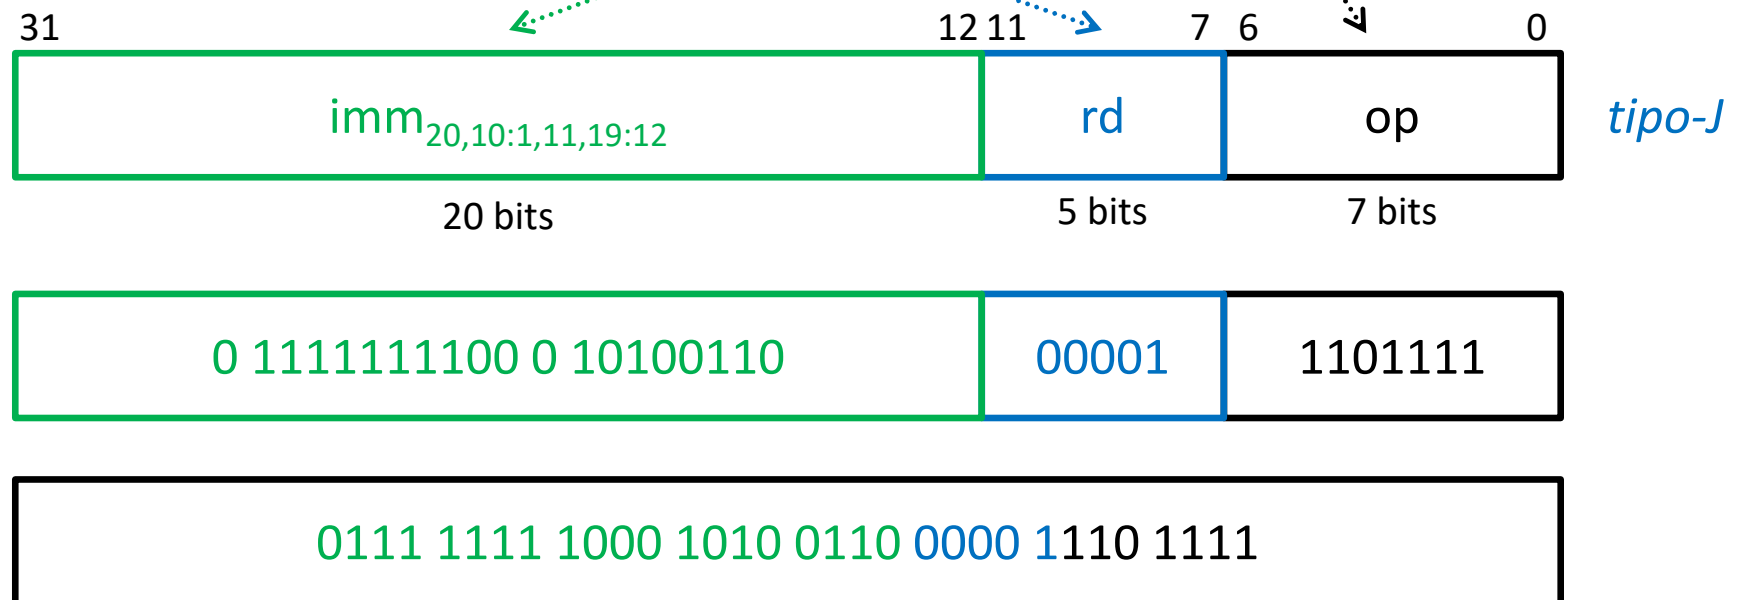 31 12 11 7 6 0
imm20,10:1,11,19:12 rd op tipo-J
20 bits 5 bits 7 bits
0 1111111100 0 10100110 00001 1101111
0111 1111 1000 1010 0110 0000 1110 1111